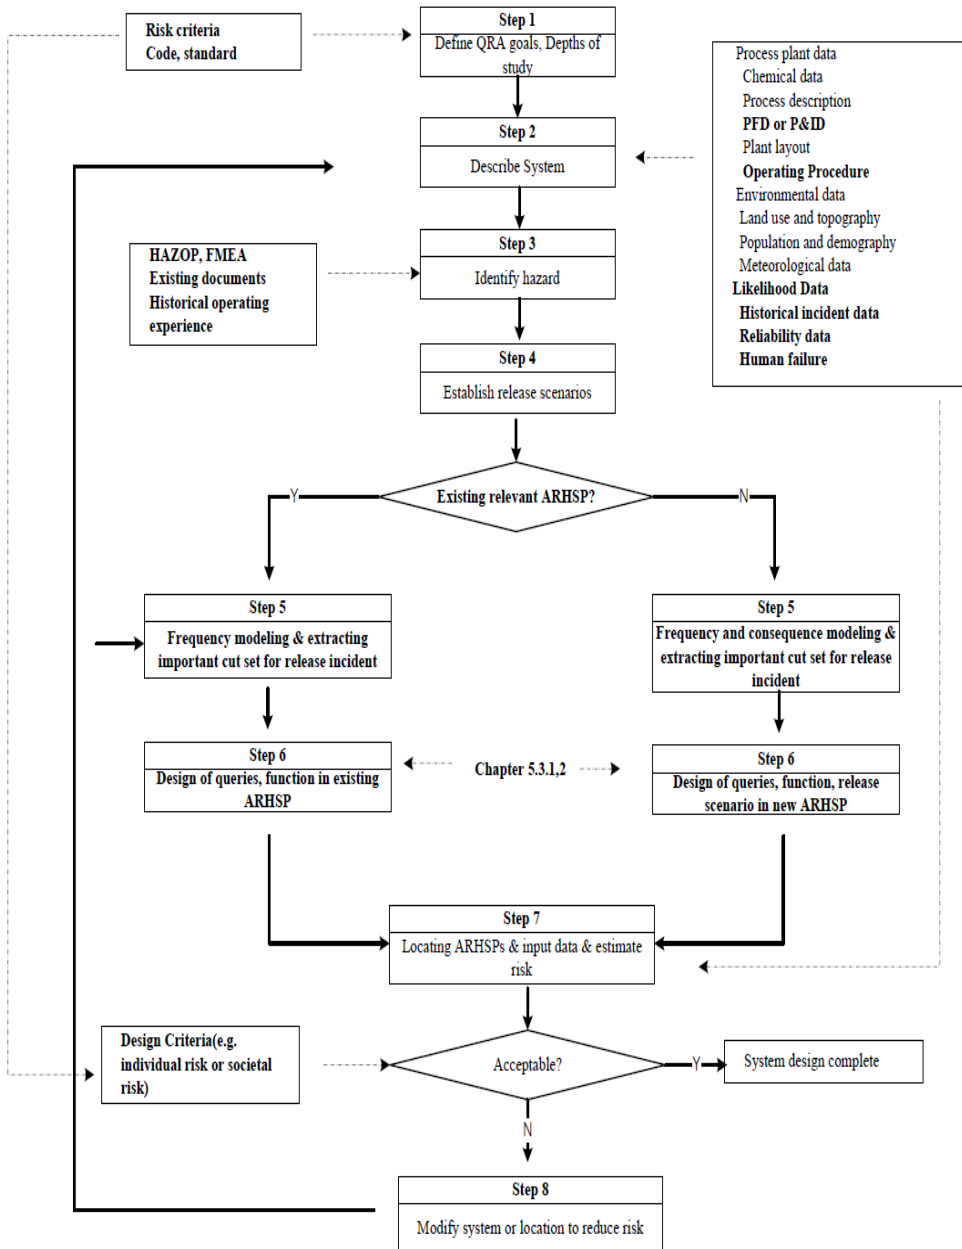 Risk criteria
Code, standard
Step 1
Define QRA goals, Depths of
study
Process plant data
Chemical data
Process description
PFD or P&ID
Plant layout
Operating Procedure
Environmental data
Land use and topography
Population and demography
Meteorological data
Likelihood Data
Historical incident data
Reliability data
Human failure
Step 2
Describe System
HAZOP, FMEA
Existing documents
Historical operating
experience
Step 3
Identify hazard
Step 4
Establish release scenarios
Existing relevant ARHSP?
Y
N
Step 5
Frequency modeling & extracting
important cut set for release incident
Step 5
Frequency and consequence modeling &
extracting important cut set for release
incident
Step 6
Design of queries, function in existing
ARHSP
Chapter 5.3.1,2
Step 6
Design of queries, function, release
scenario in new ARHSP
Step 7
Locating ARHSPs & input data & estimate
risk
Design Criteria(e.g.
individual risk or societal
risk)
Acceptable?
Y
System design complete
N
Step 8
Modify system or location to reduce risk